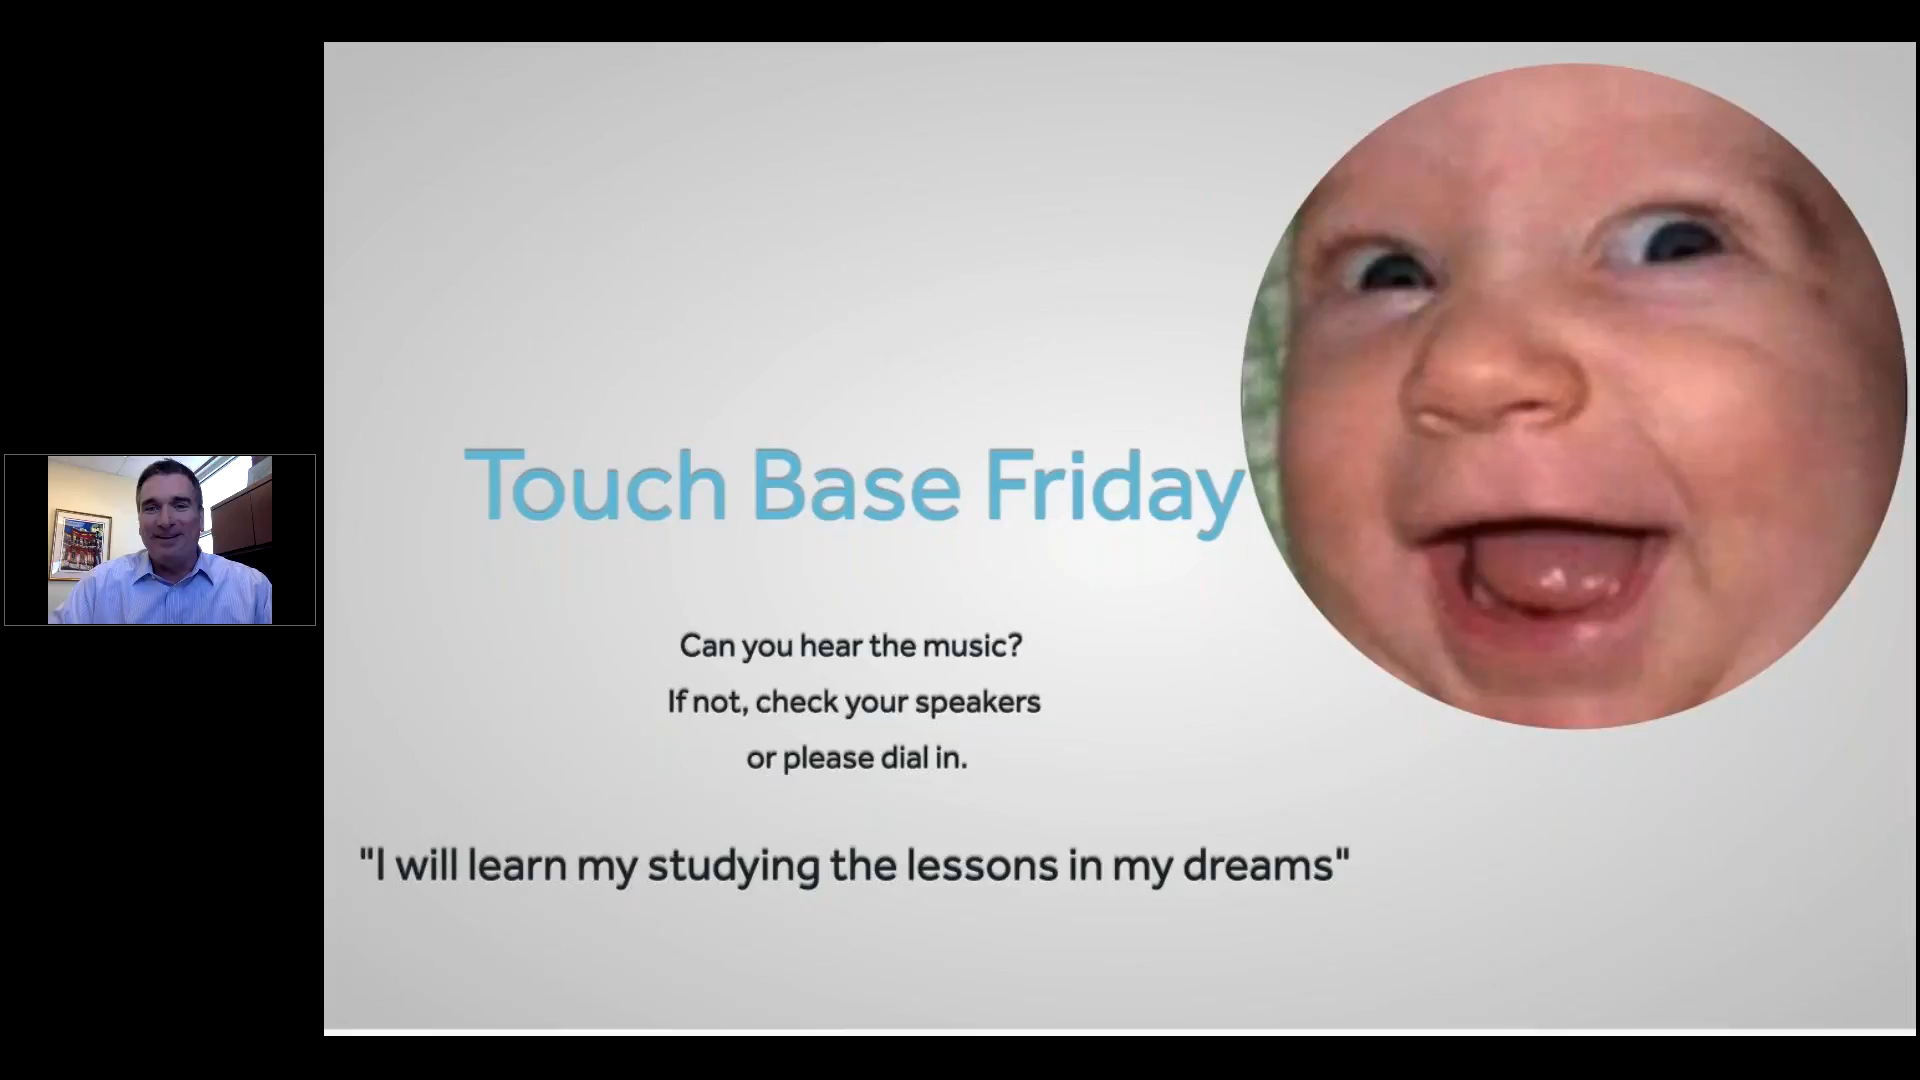 Touch Base Friday
Can you hear the music?
If not, check your speakers
or please dial in.
"I will learn my studying the lessons in my dreams"